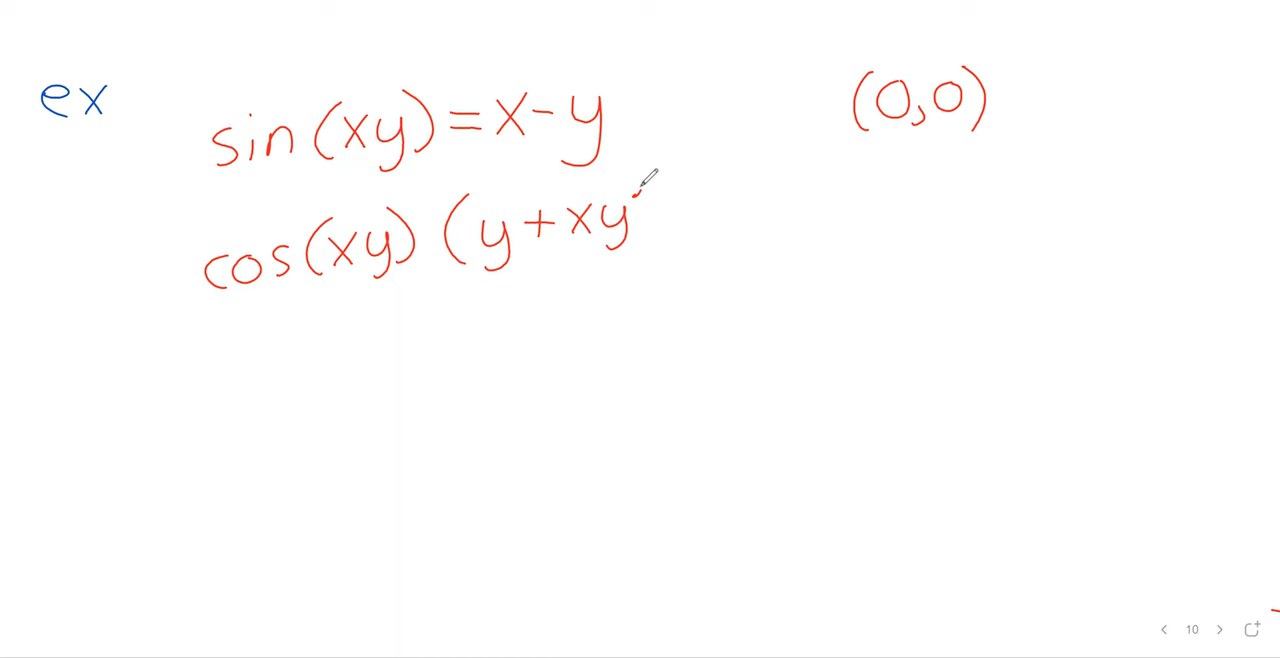 ex sin(xy)=x-y (0,0)
cos(xy) (y+xy'
< 10 >